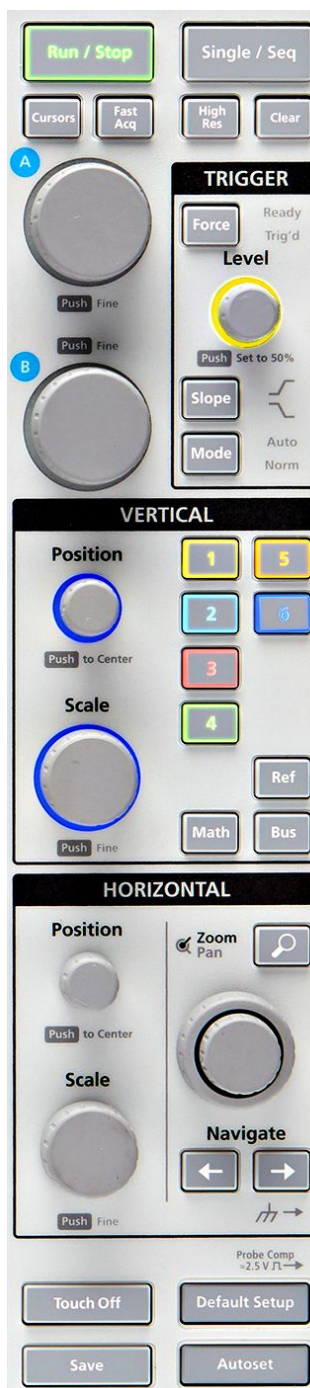 Run / Stop
Single / Seq
Cursors
Fast
Acq
High
Res
Clear
A
Push Fine
Push Fine
B
TRIGGER
Force
Ready
Trig'd
Level
Push Set to 50%
Slope
Mode
Auto
Norm
VERTICAL
Position
Push to Center
Scale
Push Fine
1
5
2
6
3
4
Ref
Math
Bus
HORIZONTAL
Position
Push to Center
Scale
Push Fine
Zoom
Pan
Navigate
← →
Probe Comp
≈2.5 V
Touch Off
Default Setup
Save
Autoset